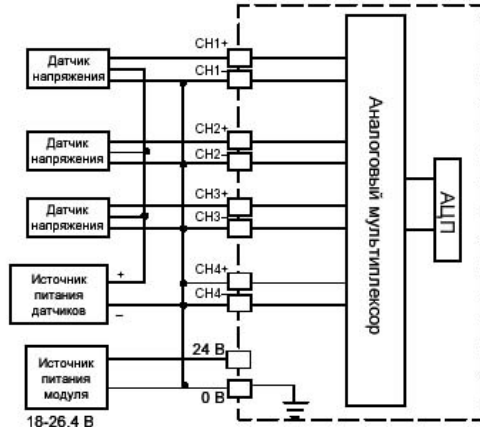 Датчик
напряжения
CH1+
CH1–
Датчик
напряжения
CH2+
CH2–
Датчик
напряжения
CH3+
CH3–
Источник
питания
датчиков
+
–
CH4+
CH4–
Источник
питания
модуля
24 В
0 В
18-26,4 В
Аналоговый мультиплексор
АЦП